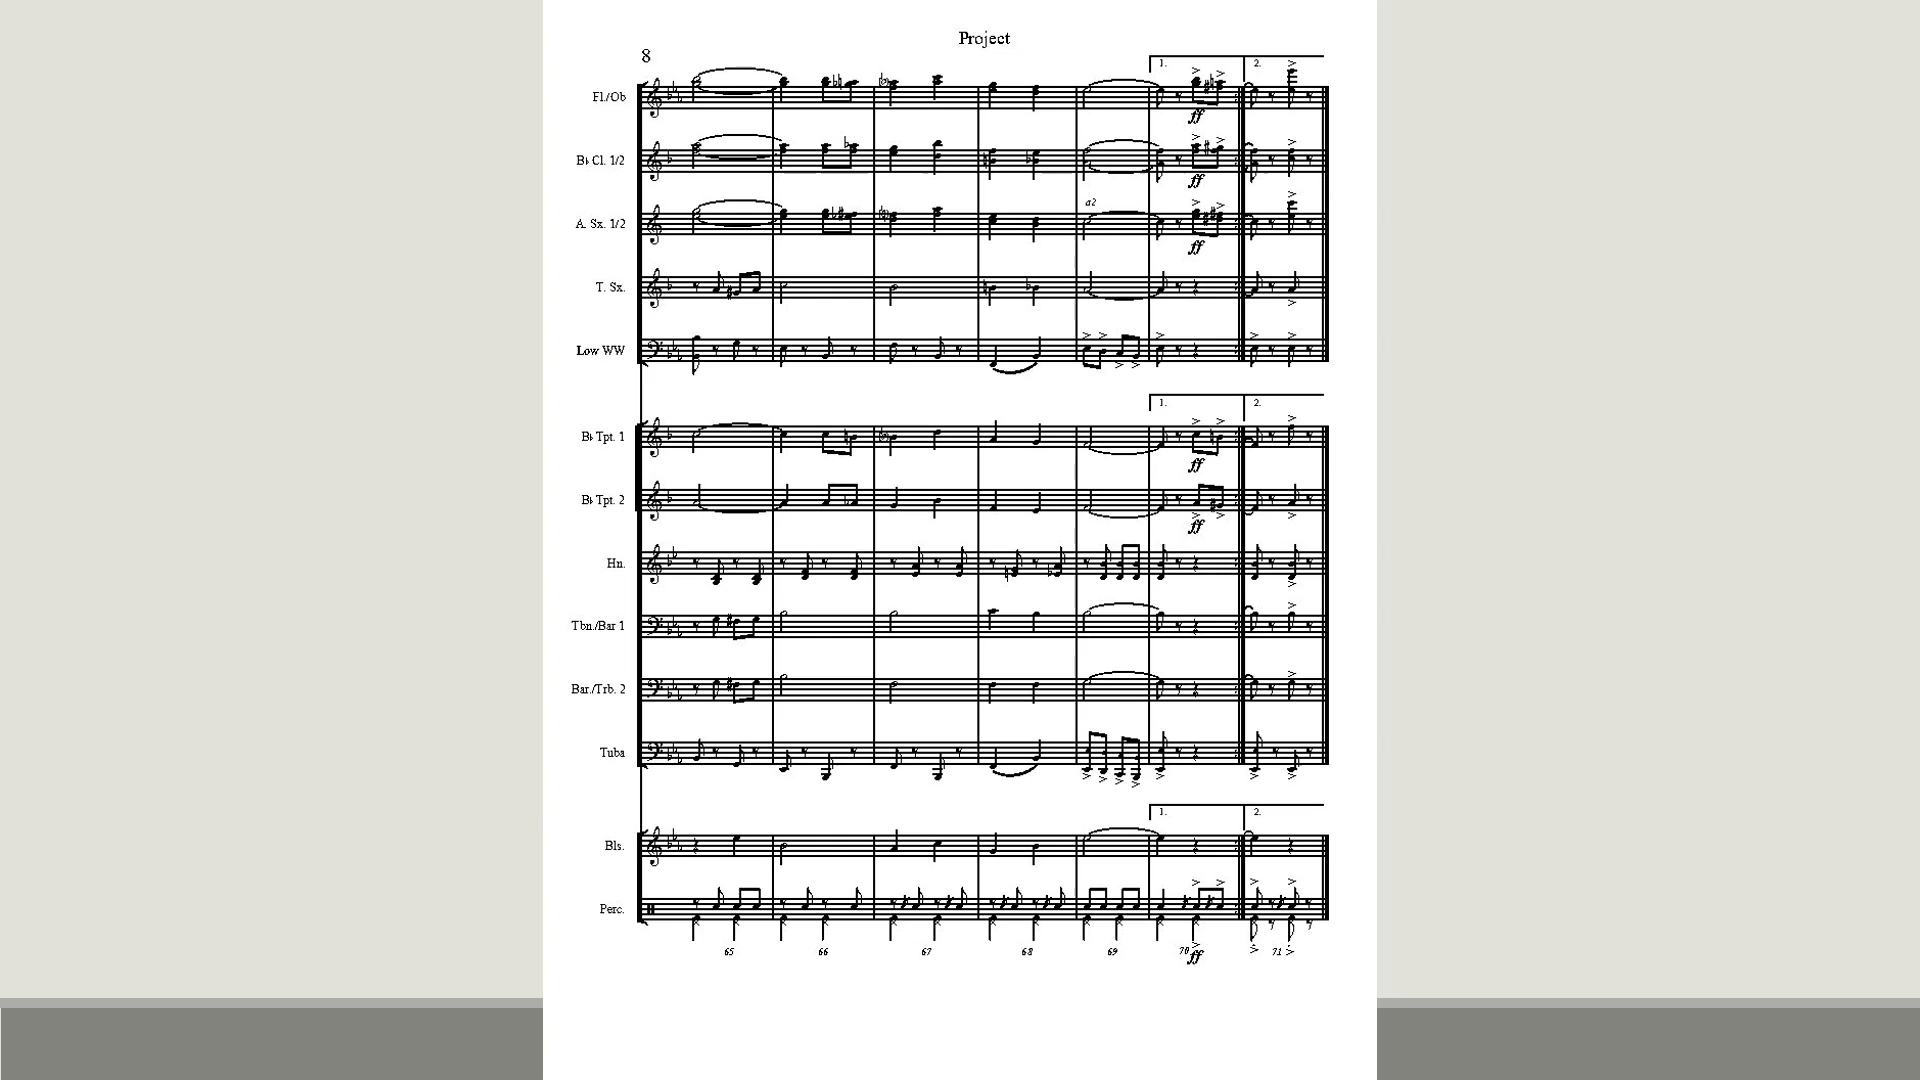 Project
8
1. 2.
Fl./Ob
ff
B♭ Cl. 1/2
ff
a2
A. Sx. 1/2
ff
T. Sx.
Low WW
1. 2.
B♭ Tpt. 1
ff
B♭ Tpt. 2
ff
Hn.
Tbn./Bar 1
Bar./Trb. 2
Tuba
1. 2.
Bls.
Perc.
65 66 67 68 69 70 71
ff